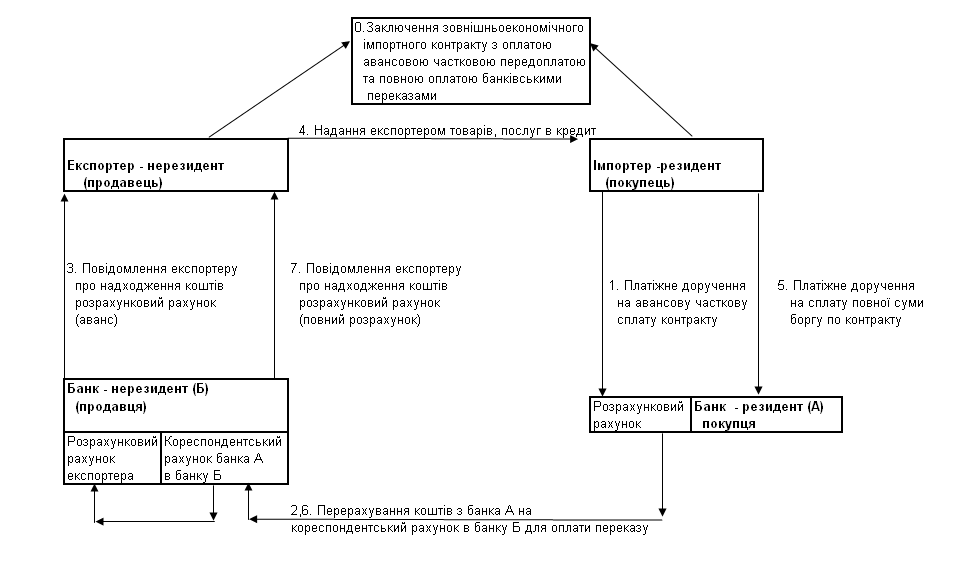 0. Заключення зовнішньоекономічного
імпортного контракту з оплатою
авансовою частковою передоплатою
та повною оплатою банківськими
переказами
4. Надання експортером товарів, послуг в кредит
Експортер - нерезидент
(продавець)
Імпортер -резидент
(покупець)
3. Повідомлення експортеру
про надходження коштів
розрахунковий рахунок
(аванс)
7. Повідомлення експортеру
про надходження коштів
розрахунковий рахунок
(повний розрахунок)
1. Платіжне доручення
на авансову часткову
сплату контракту
5. Платіжне доручення
на сплату повної суми
боргу по контракту
Банк - нерезидент (Б)
(продавця)
Розрахунковий
рахунок
експортера
Кореспондентський
рахунок банка А
в банку Б
Розрахунковий
рахунок
Банк - резидент (А)
покупця
2,6. Перерахування коштів з банка А на
кореспондентський рахунок в банку Б для оплати переказу